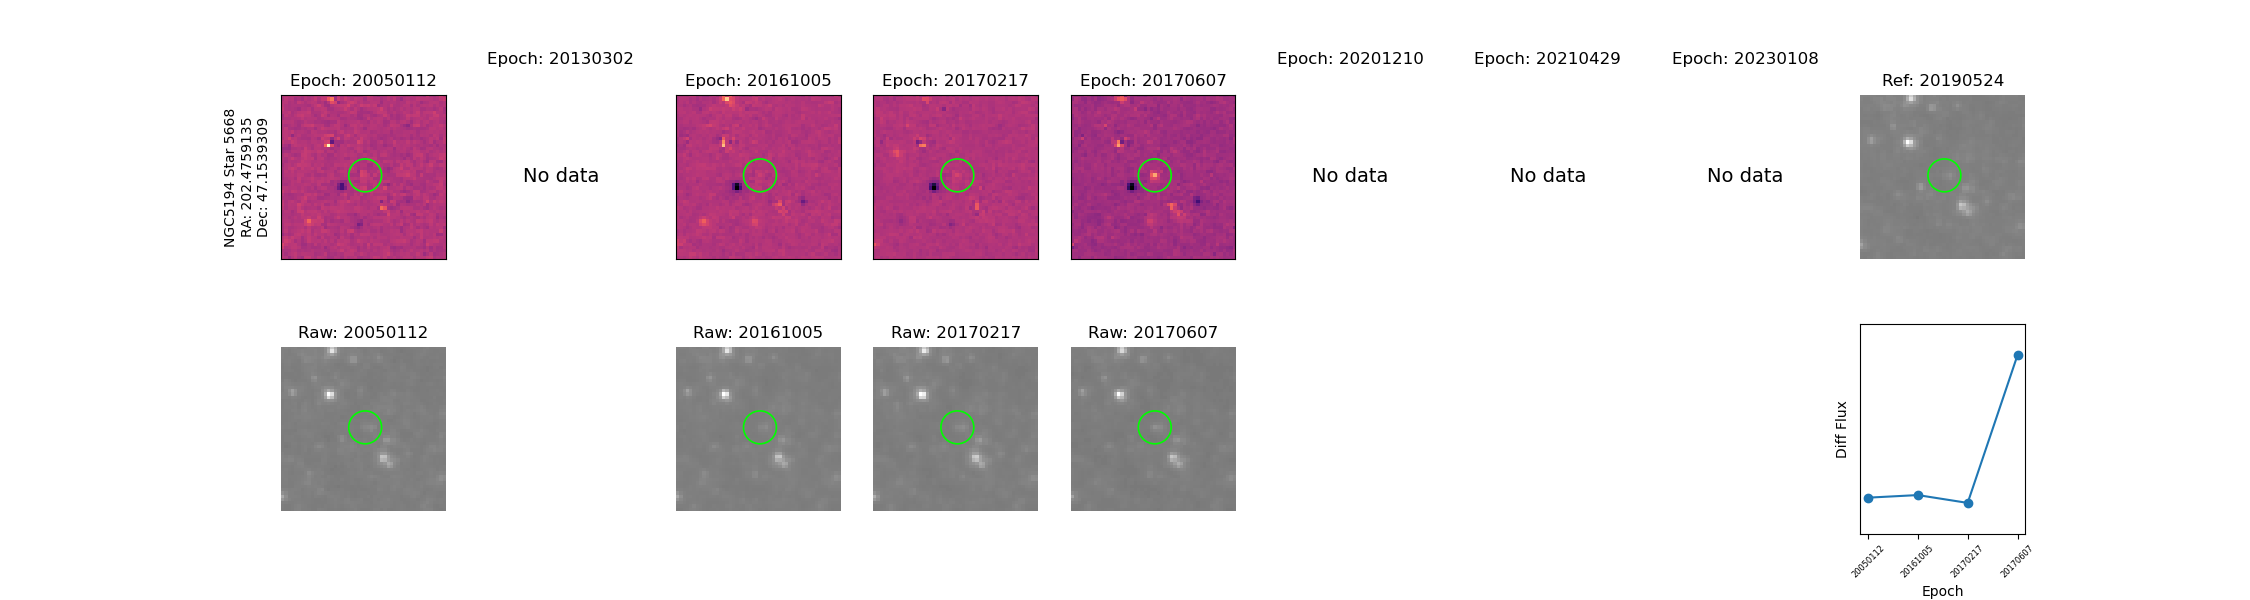 Epoch: 20050112
Epoch: 20130302
Epoch: 20161005
Epoch: 20170217
Epoch: 20170607
Epoch: 20201210
Epoch: 20210429
Epoch: 20230108
Ref: 20190524
NGC5194 Star 5668
RA: 202.4759135
Dec: 47.1539309
No data
No data
No data
No data
Raw: 20050112
Raw: 20161005
Raw: 20170217
Raw: 20170607
Diff Flux
20050112
20161005
20170217
20170607
Epoch